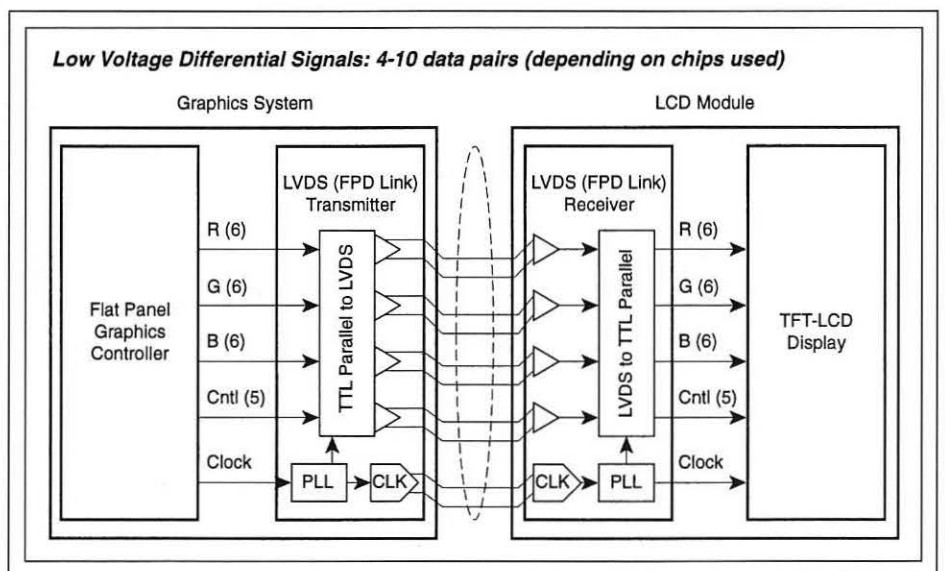 Low Voltage Differential Signals: 4-10 data pairs (depending on chips used)
Graphics System
LCD Module
Flat Panel
Graphics
Controller
R (6)
G (6)
B (6)
Cntl (5)
Clock
LVDS (FPD Link)
Transmitter
TTL Parallel to LVDS
PLL
CLK
LVDS (FPD Link)
Receiver
CLK
LVDS to TTL Parallel
PLL
R (6)
G (6)
B (6)
Cntl (5)
Clock
TFT-LCD
Display